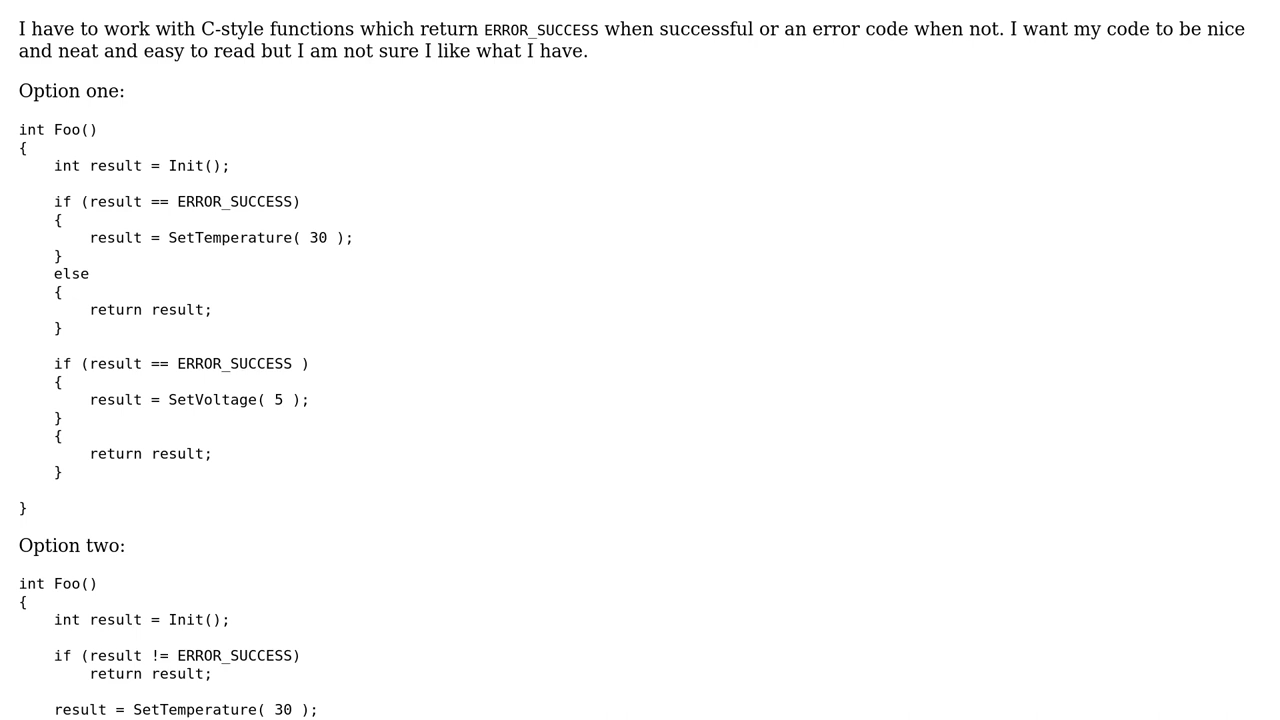 I have to work with C-style functions which return ERROR_SUCCESS when successful or an error code when not. I want my code to be nice
and neat and easy to read but I am not sure I like what I have.
Option one:
int Foo()
{
    int result = Init();

    if (result == ERROR_SUCCESS)
    {
        result = SetTemperature( 30 );
    }
    else
    {
        return result;
    }

    if (result == ERROR_SUCCESS )
    {
        result = SetVoltage( 5 );
    }
    {
        return result;
    }

}
Option two:
int Foo()
{
    int result = Init();

    if (result != ERROR_SUCCESS)
        return result;

    result = SetTemperature( 30 );